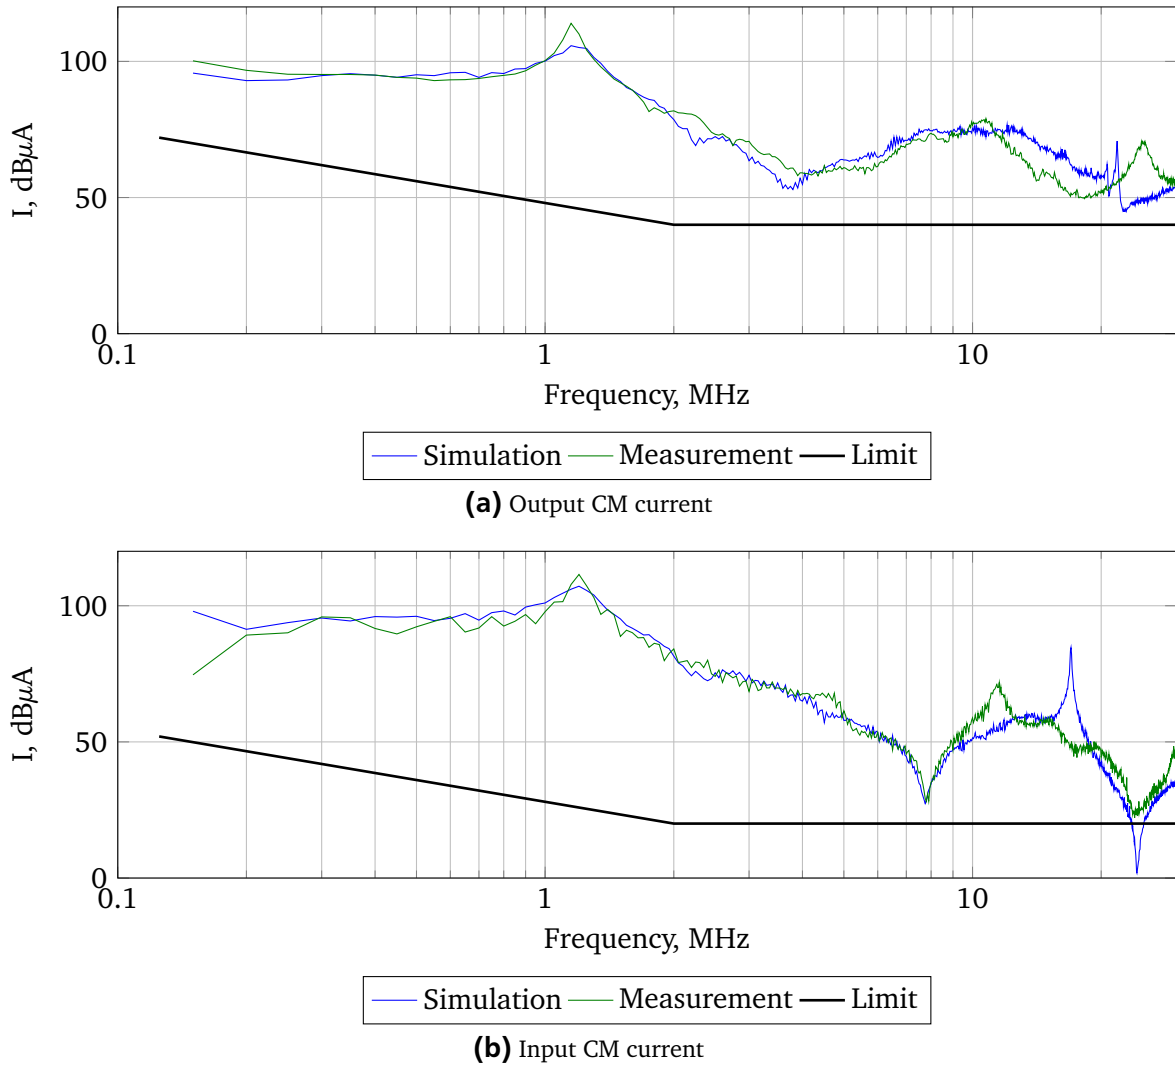 100
50
0
I, dBµA
0.1
1
10
Frequency, MHz
Simulation Measurement Limit
(a) Output CM current
100
50
0
I, dBµA
0.1
1
10
Frequency, MHz
Simulation Measurement Limit
(b) Input CM current